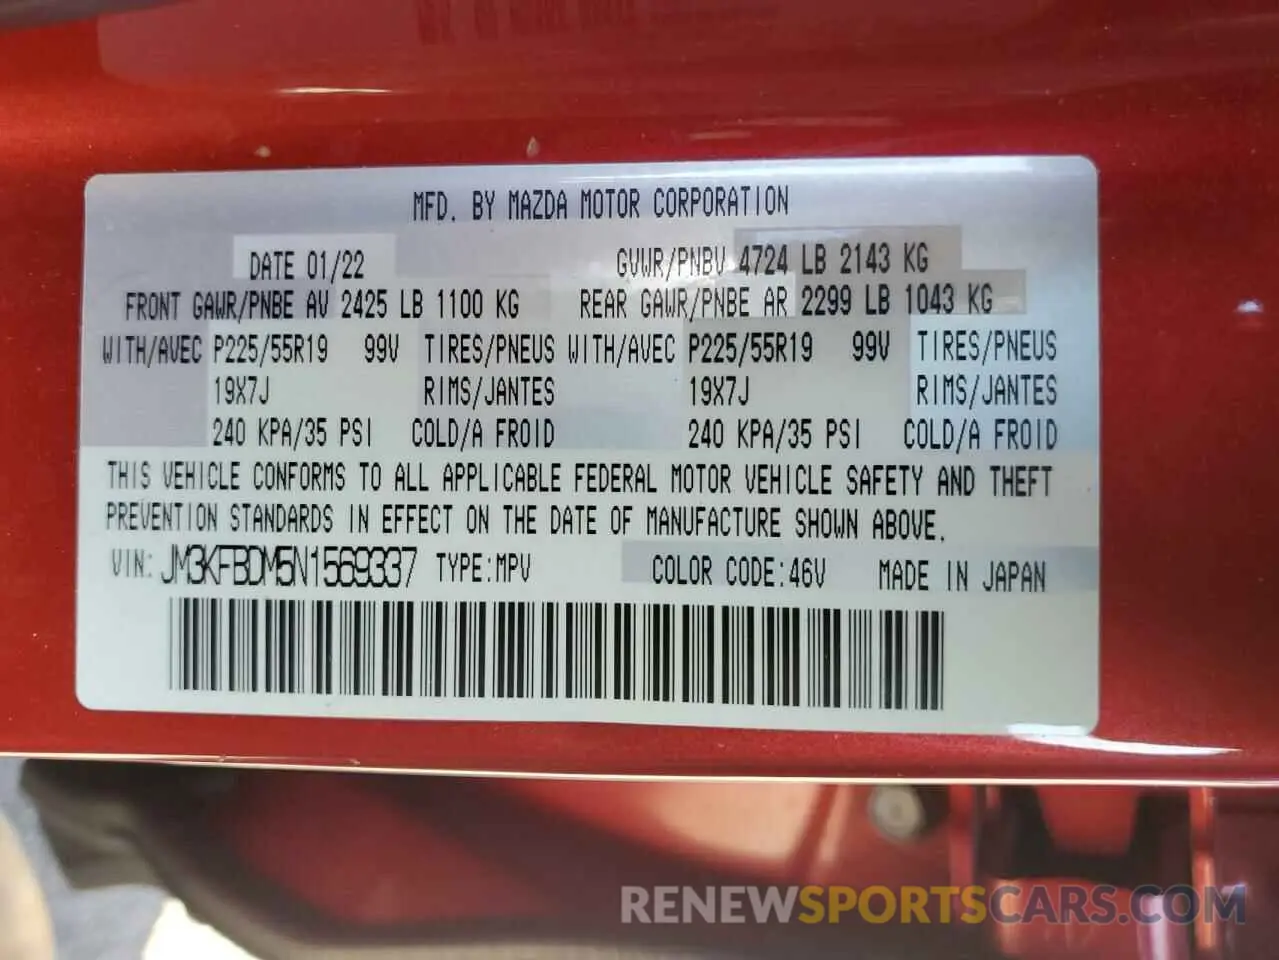 MFD. BY MAZDA MOTOR CORPORATION
DATE 01/22 GVWR/PNBV 4724 LB 2143 KG
FRONT GAWR/PNBE AV 2425 LB 1100 KG REAR GAWR/PNBE AR 2299 LB 1043 KG
WITH/AVEC P225/55R19 99V TIRES/PNEUS WITH/AVEC P225/55R19 99V TIRES/PNEUS
19X7J RIMS/JANTES 19X7J RIMS/JANTES
240 KPA/35 PSI COLD/A FROID 240 KPA/35 PSI COLD/A FROID
THIS VEHICLE CONFORMS TO ALL APPLICABLE FEDERAL MOTOR VEHICLE SAFETY AND THEFT
PREVENTION STANDARDS IN EFFECT ON THE DATE OF MANUFACTURE SHOWN ABOVE.
VIN: JM3KFBDM5N1569337 TYPE:MPV COLOR CODE:46V MADE IN JAPAN
RENEWSPORTSCARS.COM